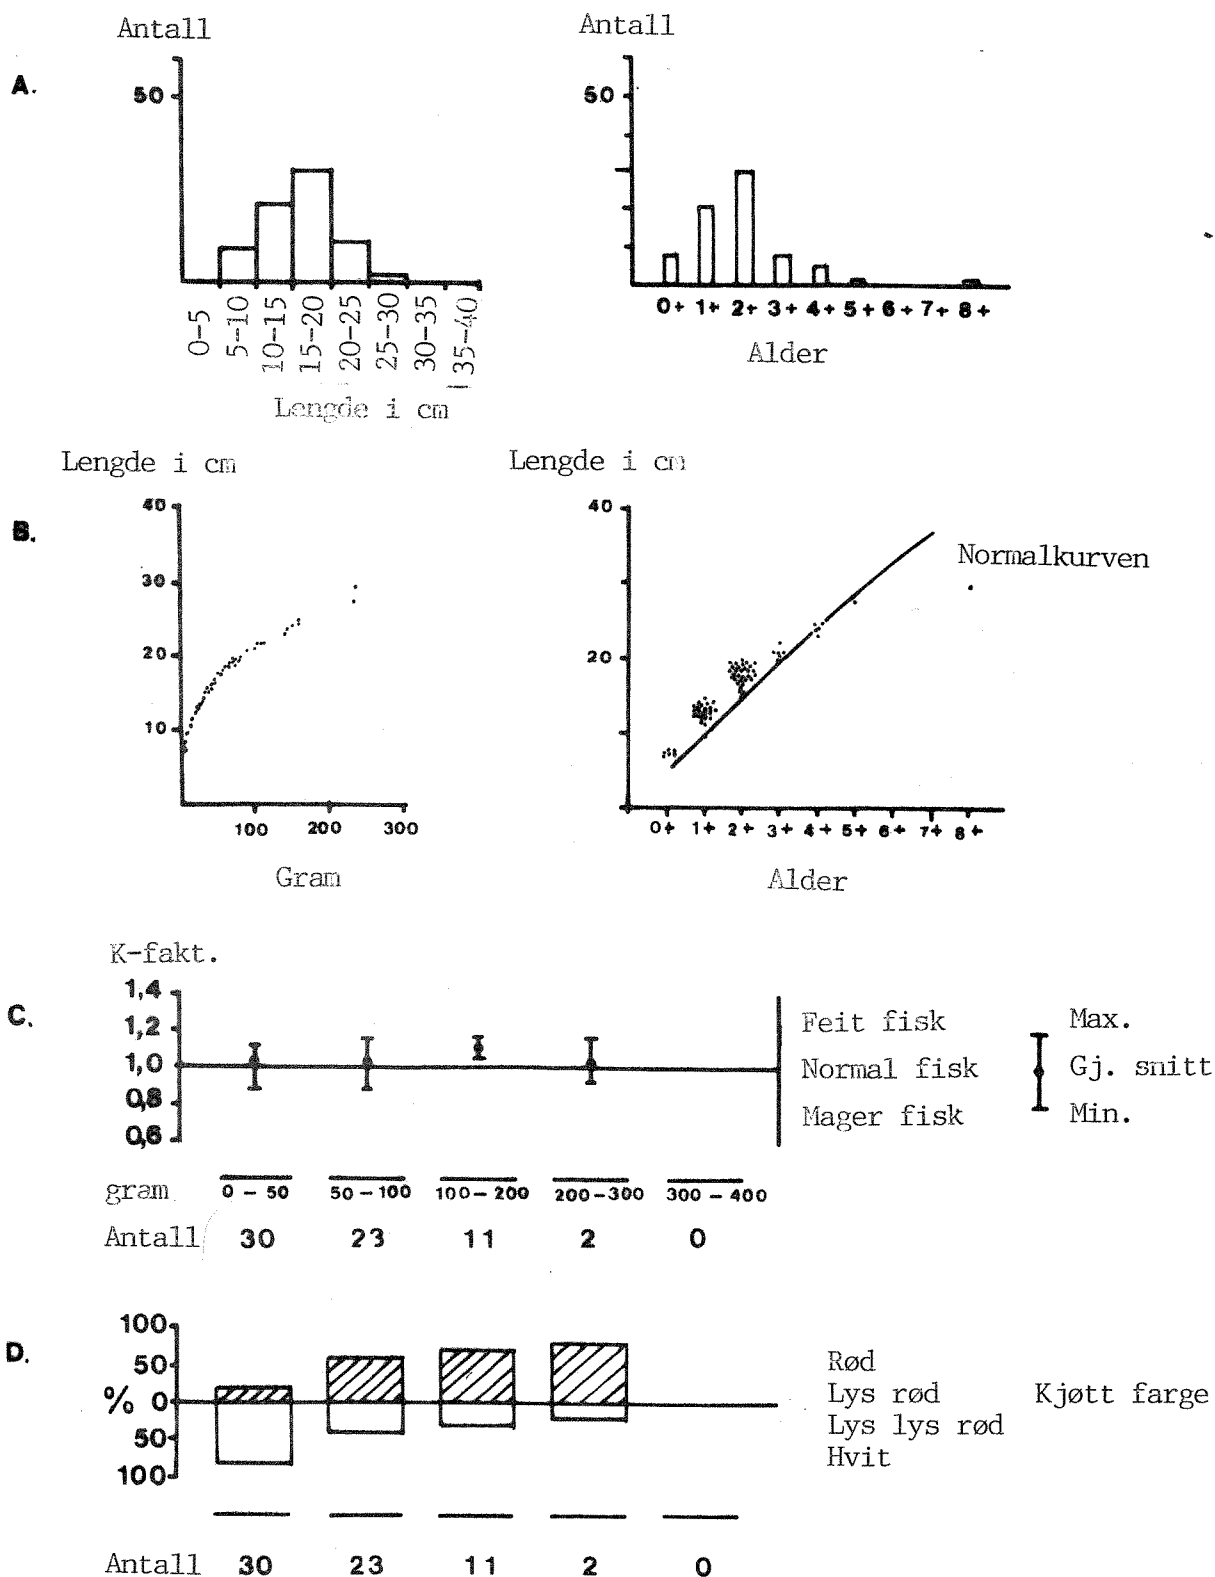 Antall Antall
A. 50 50
0-5 5-10 10-15 15-20 20-25 25-30 30-35 35-40
0+ 1+ 2+ 3+ 4+ 5+ 6+ 7+ 8+
Lengde i cm Alder
Lengde i cm Lengde i cm
B.
40 30 20 10
40 20
Normalkurven
100 200 300
0+ 1+ 2+ 3+ 4+ 5+ 6+ 7+ 8+
Gram Alder
K-fakt.
C.
1,4
1,2
1,0
0,8
0,6
Feit fisk Max.
Normal fisk Gj. snitt
Mager fisk Min.
gram 0-50 50-100 100-200 200-300 300-400
Antall 30 23 11 2 0
D.
100
50
% 0
50
100
Rød
Lys rød Kjøtt farge
Lys lys rød
Hvit
Antall 30 23 11 2 0